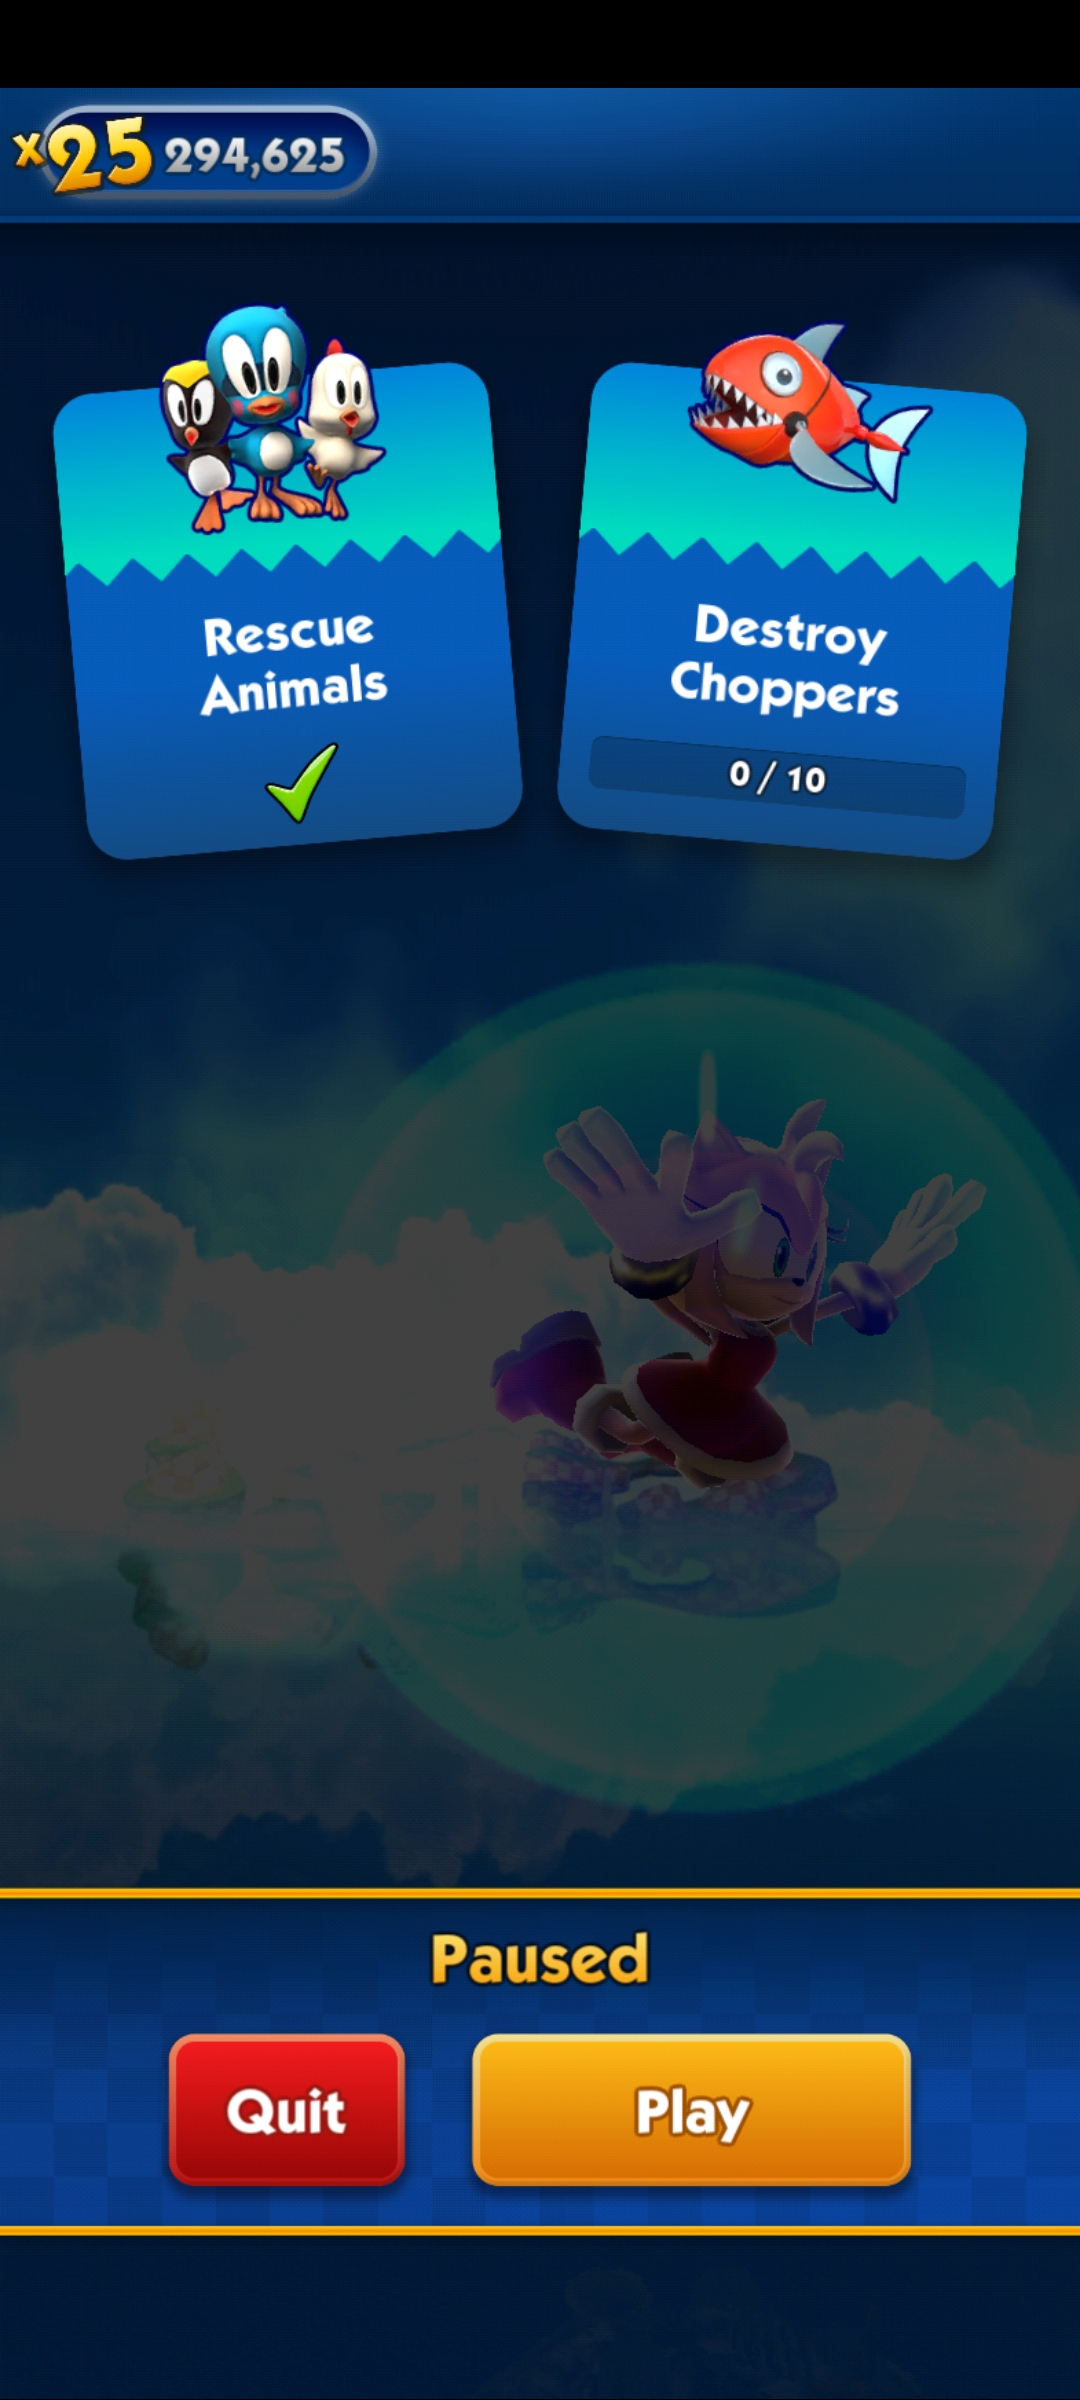 x25 294,625
Rescue
Animals
Destroy
Choppers
0 / 10
Paused
Quit
Play